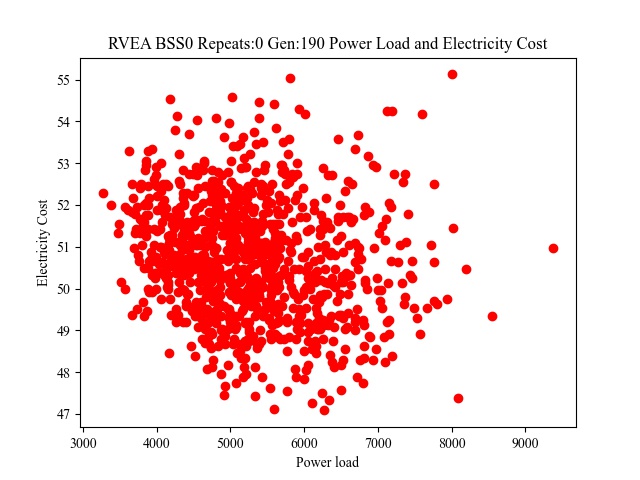 RVEA BSS0 Repeats:0 Gen:190 Power Load and Electricity Cost
55
54
53
52
51
50
49
48
47
Electricity Cost
3000 4000 5000 6000 7000 8000 9000
Power load